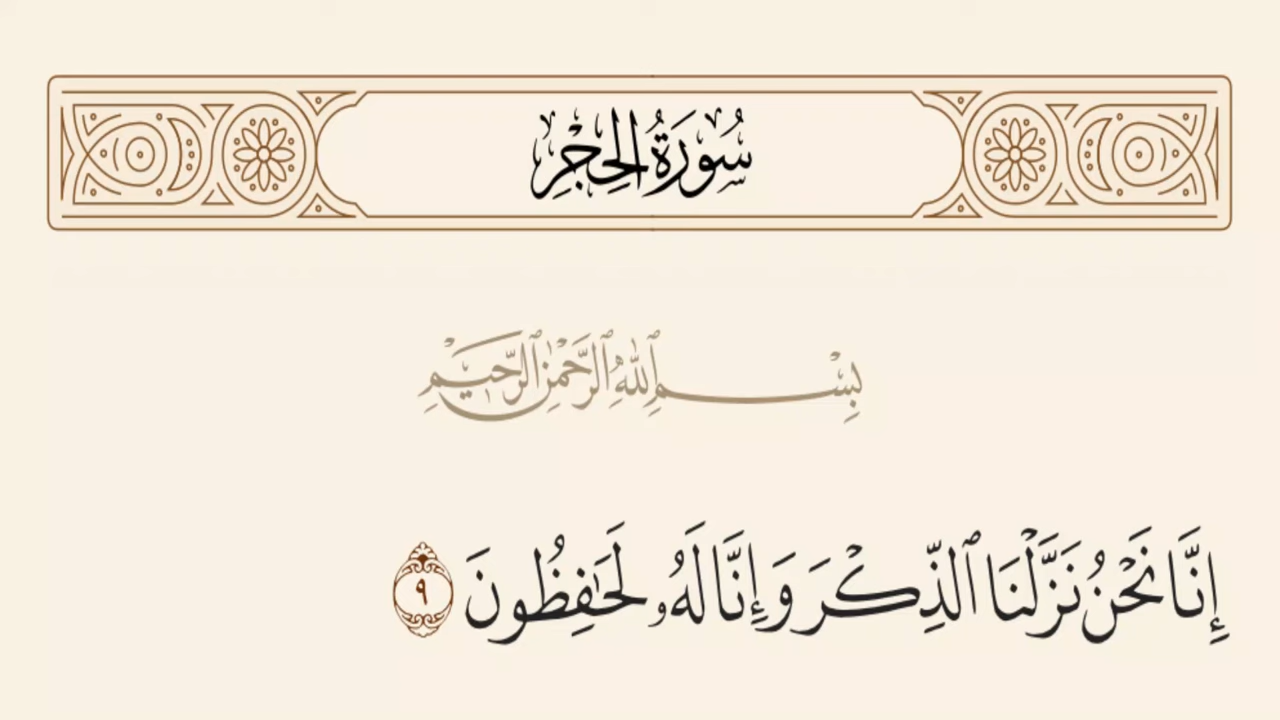 سُورَةُ الحِجْرِ
بِسْمِ ٱللَّهِ ٱلرَّحْمَٰنِ ٱلرَّحِيمِ
إِنَّا نَحْنُ نَزَّلْنَا ٱلذِّكْرَ وَإِنَّا لَهُۥ لَحَٰفِظُونَ ٩